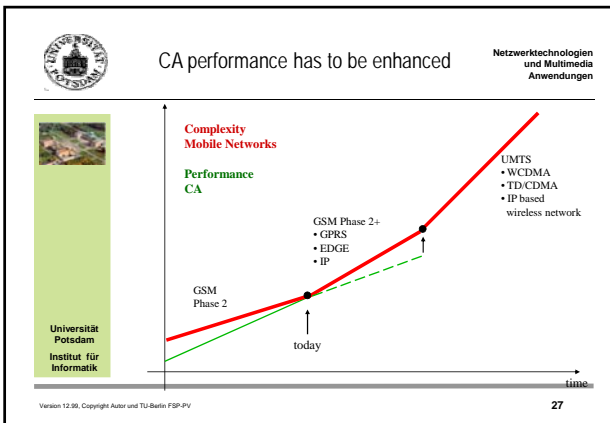 UNIVERSITÄT
POTSDAM
CA performance has to be enhanced
Netzwerktechnologien
und Multimedia
Anwendungen
Complexity
Mobile Networks
Performance
CA
UMTS
• WCDMA
• TD/CDMA
• IP based
wireless network
GSM Phase 2+
• GPRS
• EDGE
• IP
GSM
Phase 2
today
time
Universität
Potsdam
Institut für
Informatik
Version 12.99, Copyright Autor und TU-Berlin FSP-PV
27